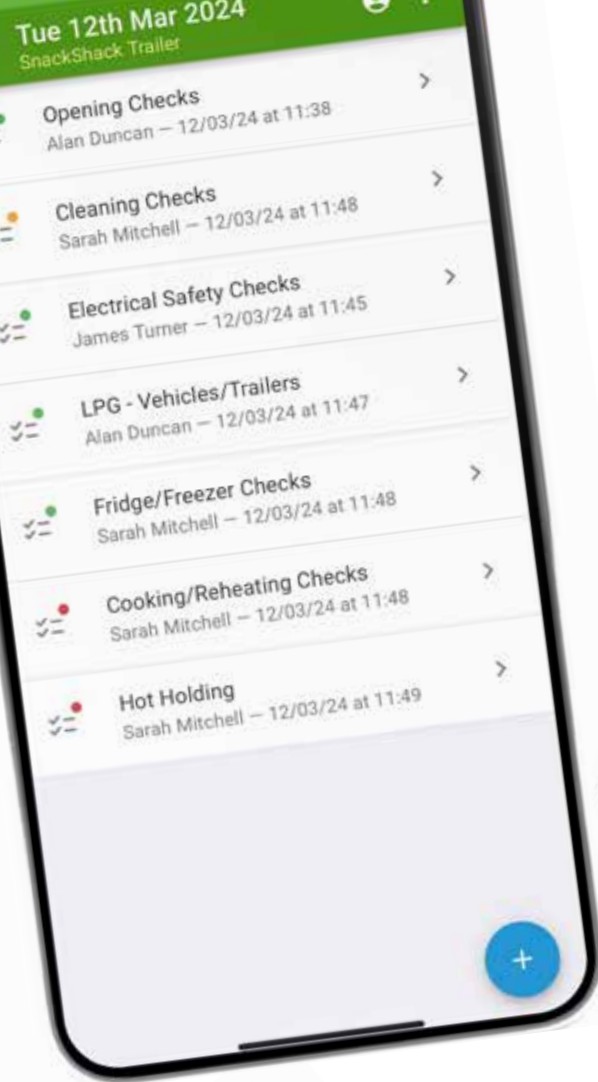 Tue 12th Mar 2024
SnackShack Trailer
Opening Checks
Alan Duncan – 12/03/24 at 11:38
Cleaning Checks
Sarah Mitchell – 12/03/24 at 11:48
Electrical Safety Checks
James Turner – 12/03/24 at 11:45
LPG - Vehicles/Trailers
Alan Duncan – 12/03/24 at 11:47
Fridge/Freezer Checks
Sarah Mitchell – 12/03/24 at 11:48
Cooking/Reheating Checks
Sarah Mitchell – 12/03/24 at 11:48
Hot Holding
Sarah Mitchell – 12/03/24 at 11:49